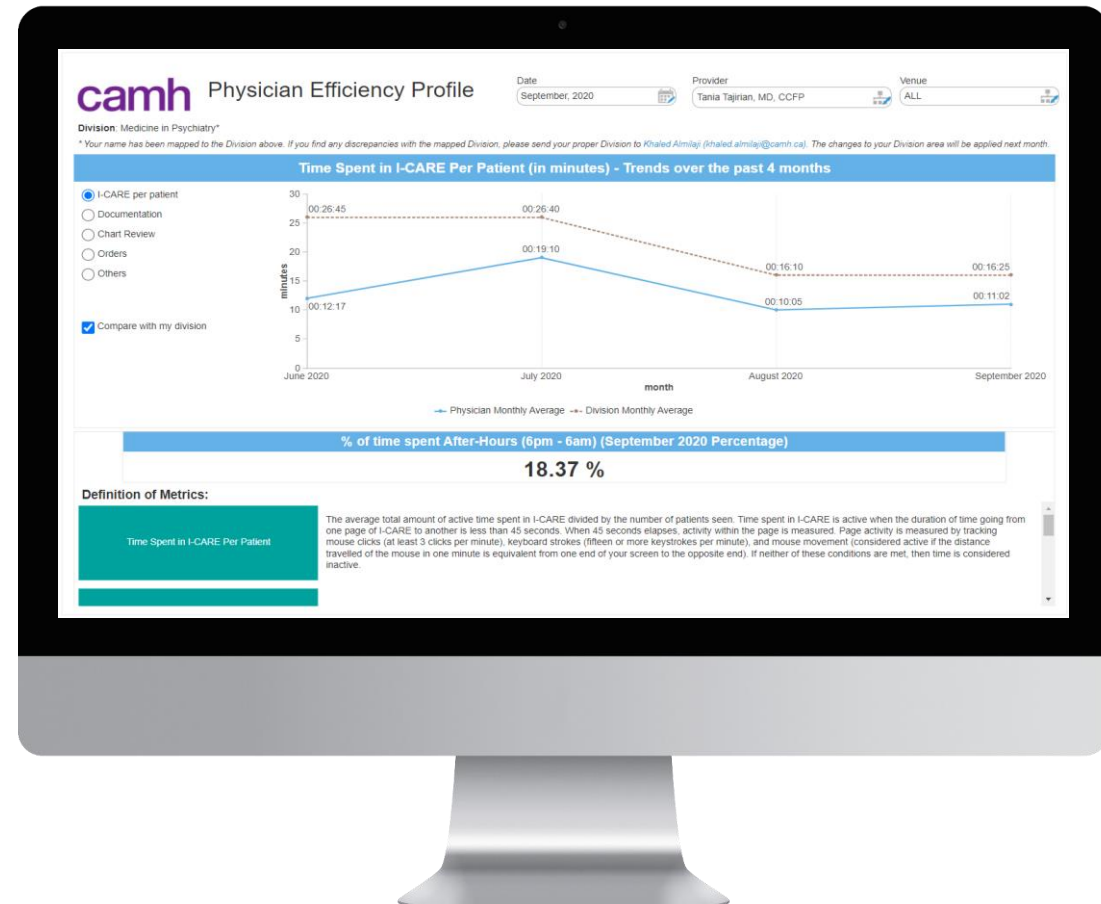 camh Physician Efficiency Profile
Date
September, 2020
Provider
Tania Tajirian, MD, CCFP
Venue
ALL
Division: Medicine in Psychiatry*
* Your name has been mapped to the Division above. If you find any discrepancies with the mapped Division, please send your proper Division to Khaled Almilaji (khaled.almilaji@camh.ca). The changes to your Division area will be applied next month.
Time Spent in I-CARE Per Patient (in minutes) - Trends over the past 4 months
I-CARE per patient
Documentation
Chart Review
Orders
Others
Compare with my division
minutes
30
25
20
15
10
5
0
00:26:45
00:26:40
00:16:10
00:16:25
00:12:17
00:19:10
00:10:05
00:11:02
June 2020
July 2020
August 2020
September 2020
month
Physician Monthly Average
Division Monthly Average
% of time spent After-Hours (6pm - 6am) (September 2020 Percentage)
18.37 %
Definition of Metrics:
Time Spent in I-CARE Per Patient
The average total amount of active time spent in I-CARE divided by the number of patients seen. Time spent in I-CARE is active when the duration of time going from
one page of I-CARE to another is less than 45 seconds. When 45 seconds elapses, activity within the page is measured. Page activity is measured by tracking
mouse clicks (at least 3 clicks per minute), keyboard strokes (fifteen or more keystrokes per minute), and mouse movement (considered active if the distance
travelled of the mouse in one minute is equivalent from one end of your screen to the opposite end). If neither of these conditions are met, then time is considered
inactive.